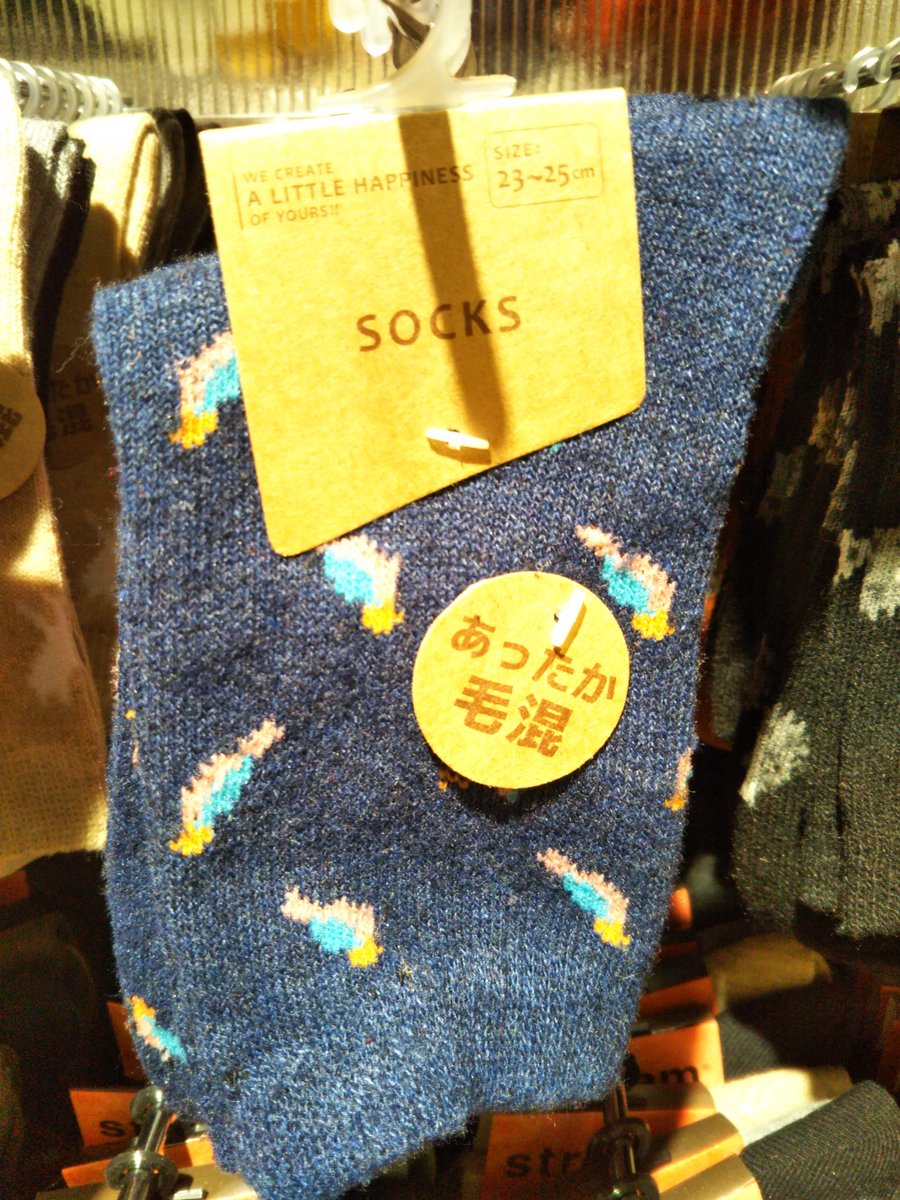 WE CREATE
A LITTLE HAPPINESS
OF YOURS!!
SIZE:
23~25cm
SOCKS
あったか
毛混